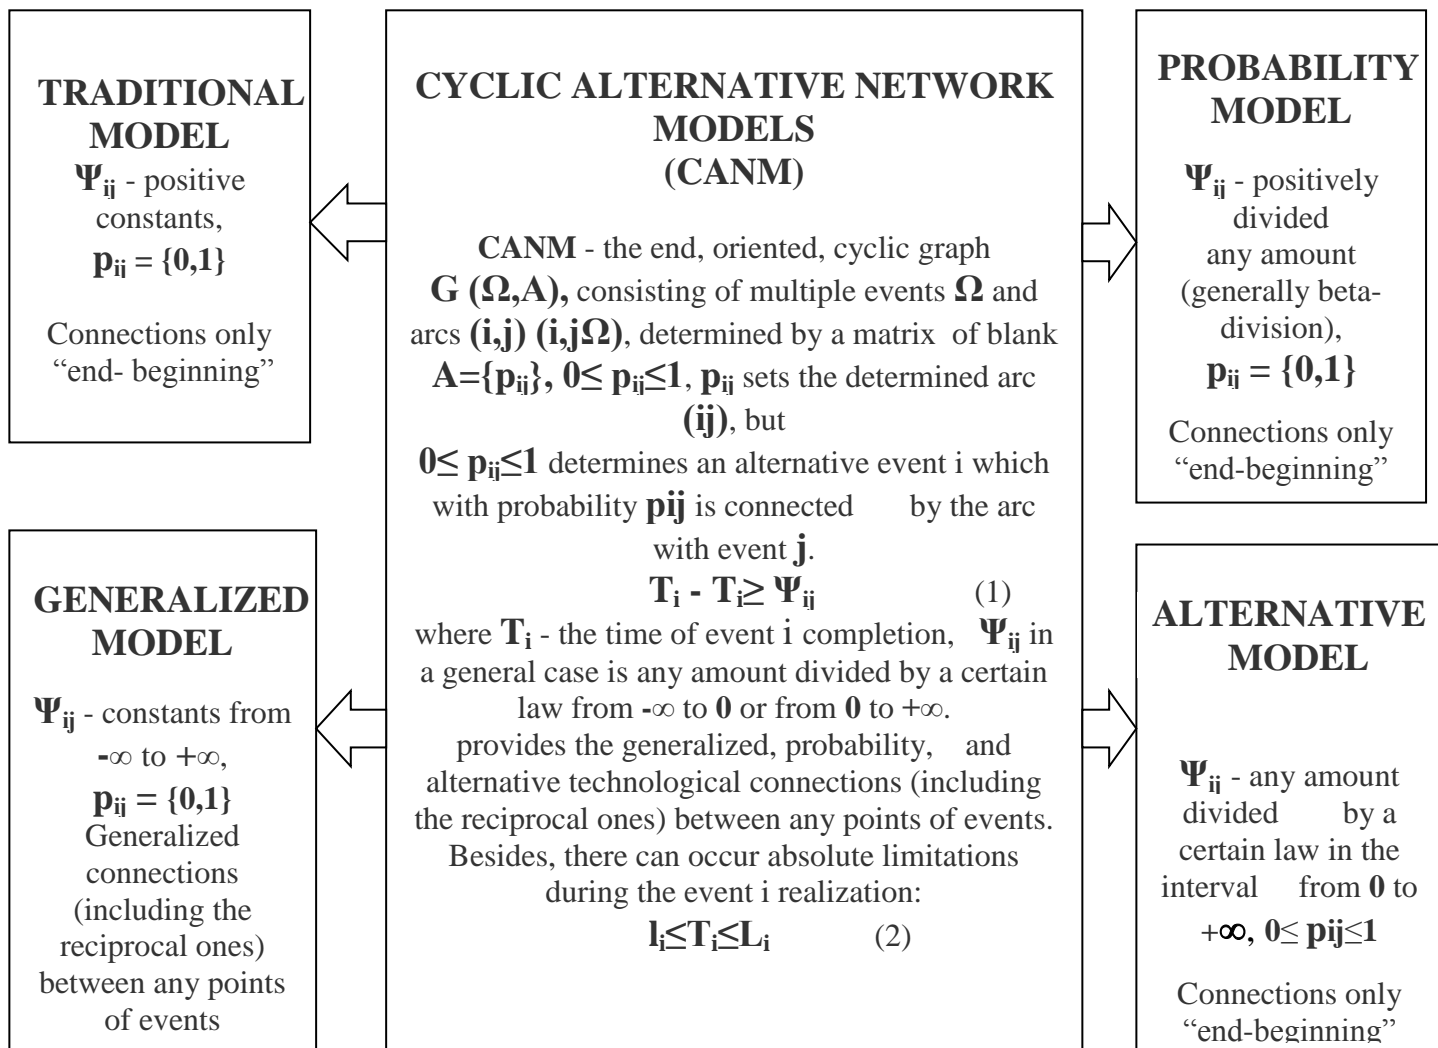 TRADITIONAL
MODEL
Ψij - positive
constants,
pij = {0,1}
Connections only
“end- beginning”
GENERALIZED
MODEL
Ψij - constants from
-∞ to +∞,
pij = {0,1}
Generalized
connections
(including the
reciprocal ones)
between any points
of events
CYCLIC ALTERNATIVE NETWORK
MODELS
(CANM)
CANM - the end, oriented, cyclic graph
G (Ω,A), consisting of multiple events Ω and
arcs (i,j) (i,jΩ), determined by a matrix of blank
A={pij}, 0≤ pij≤1, pij sets the determined arc
(ij), but
0≤ pij≤1 determines an alternative event i which
with probability pij is connected by the arc
with event j.
Ti - Ti≥ Ψij (1)
where Ti - the time of event i completion, Ψij in
a general case is any amount divided by a certain
law from -∞ to 0 or from 0 to +∞.
provides the generalized, probability, and
alternative technological connections (including
the reciprocal ones) between any points of events.
Besides, there can occur absolute limitations
during the event i realization:
li≤Ti≤Li (2)
PROBABILITY
MODEL
Ψij - positively
divided
any amount
(generally beta-
division),
pij = {0,1}
Connections only
“end-beginning”
ALTERNATIVE
MODEL
Ψij - any amount
divided by a
certain law in the
interval from 0 to
+∞, 0≤ pij≤1
Connections only
“end-beginning”